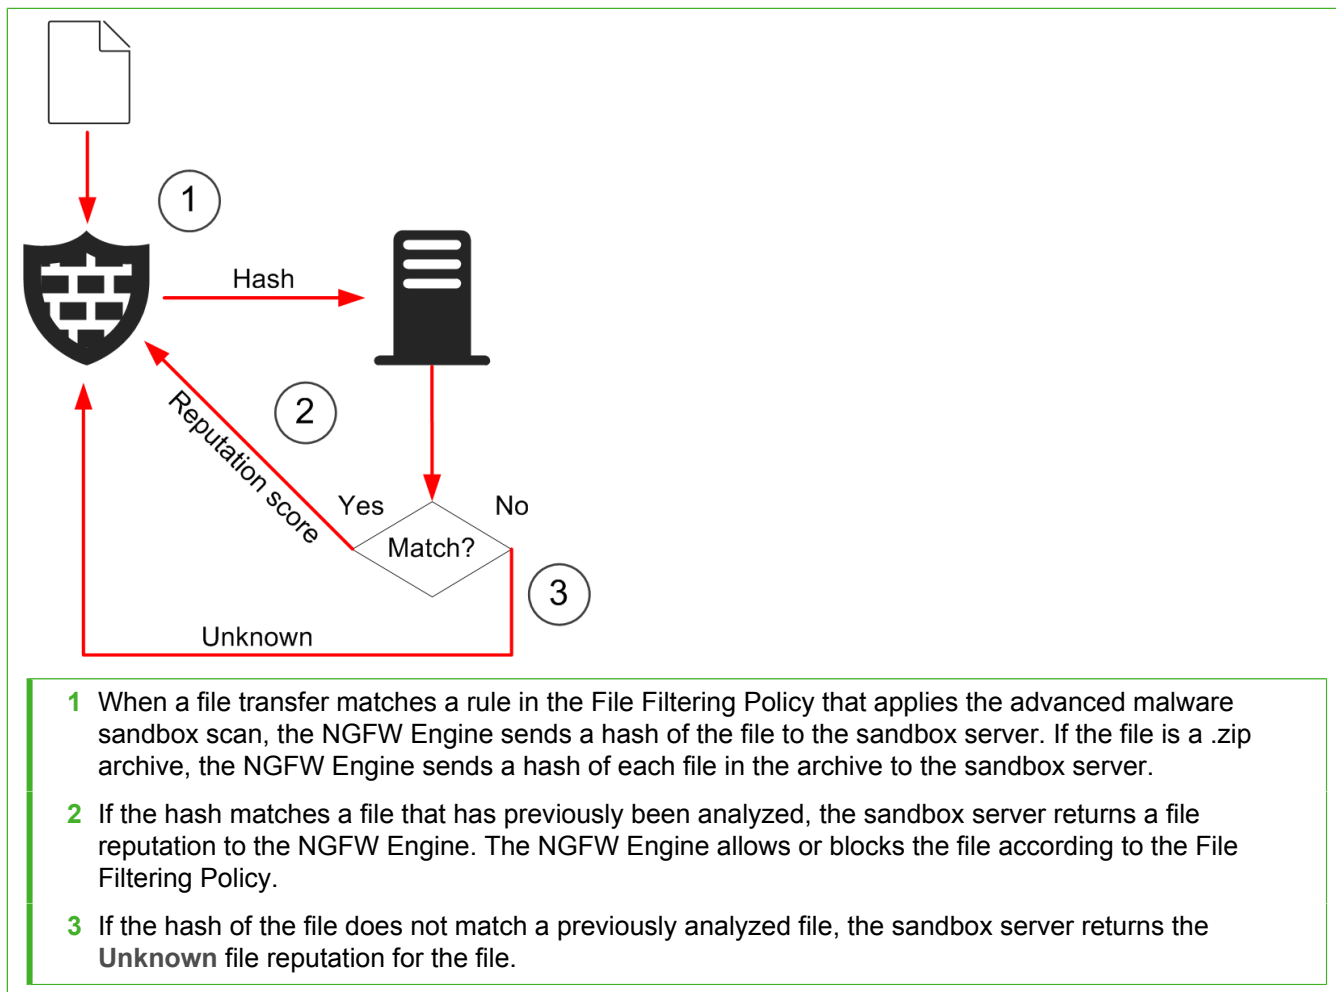 1
Hash
2
Reputation score
Yes
No
Match?
3
Unknown
1 When a file transfer matches a rule in the File Filtering Policy that applies the advanced malware
sandbox scan, the NGFW Engine sends a hash of the file to the sandbox server. If the file is a .zip
archive, the NGFW Engine sends a hash of each file in the archive to the sandbox server.
2 If the hash matches a file that has previously been analyzed, the sandbox server returns a file
reputation to the NGFW Engine. The NGFW Engine allows or blocks the file according to the File
Filtering Policy.
3 If the hash of the file does not match a previously analyzed file, the sandbox server returns the
Unknown file reputation for the file.